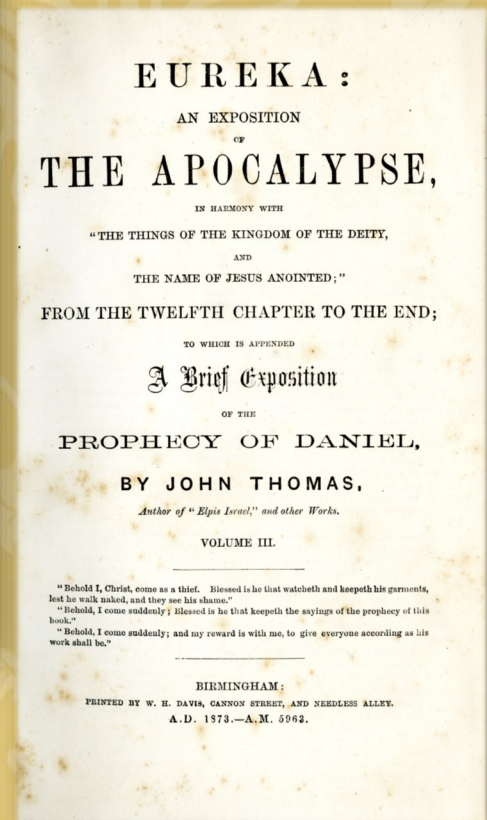 EUREKA:
AN EXPOSITION
OF
THE APOCALYPSE,
IN HARMONY WITH
"THE THINGS OF THE KINGDOM OF THE DEITY,
AND
THE NAME OF JESUS ANOINTED;"
FROM THE TWELFTH CHAPTER TO THE END;
TO WHICH IS APPENDED
A Brief Exposition
OF THE
PROPHECY OF DANIEL,
BY JOHN THOMAS,
Author of "Elpis Israel," and other Works.
VOLUME III.
"Behold I, Christ, come as a thief. Blessed is he that watcheth and keepeth his garments,
lest he walk naked, and they see his shame."
"Behold, I come suddenly; Blessed is he that keepeth the sayings of the prophecy of this
book."
"Behold, I come suddenly; and my reward is with me, to give everyone according as his
work shall be."
BIRMINGHAM:
PRINTED BY W. H. DAVIS, CANNON STREET, AND NEEDLESS ALLEY.
A.D. 1873.—A.M. 5963.